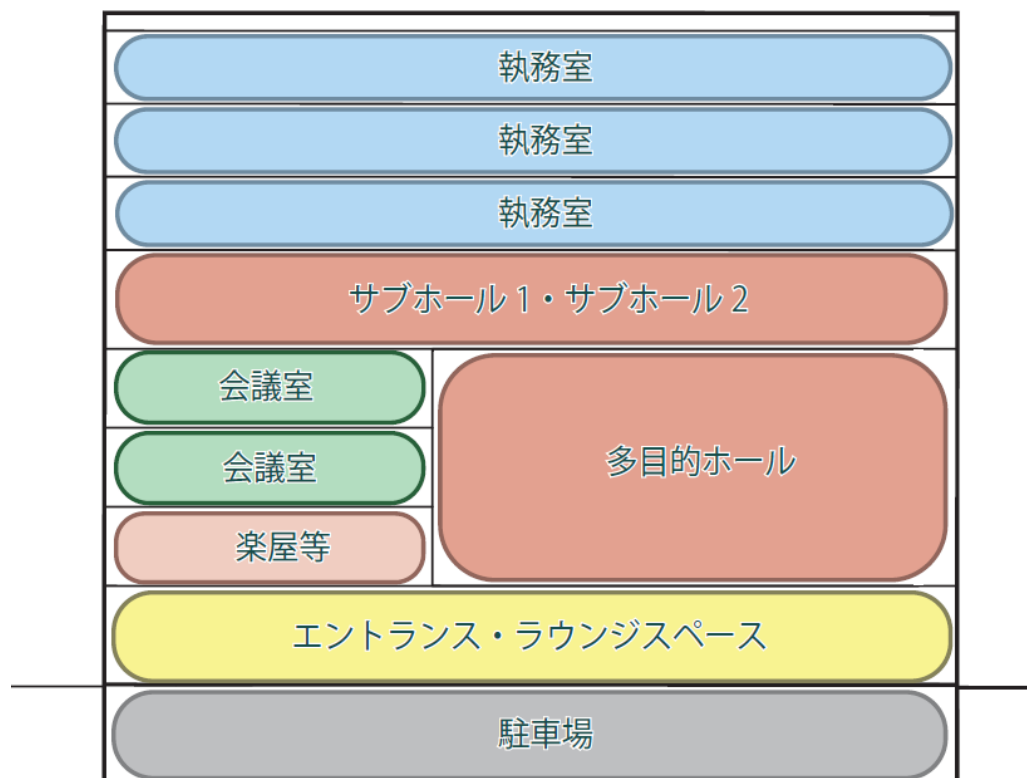 執務室
執務室
執務室
サブホール 1・サブホール 2
会議室
会議室
楽屋等
多目的ホール
エントランス・ラウンジスペース
駐車場